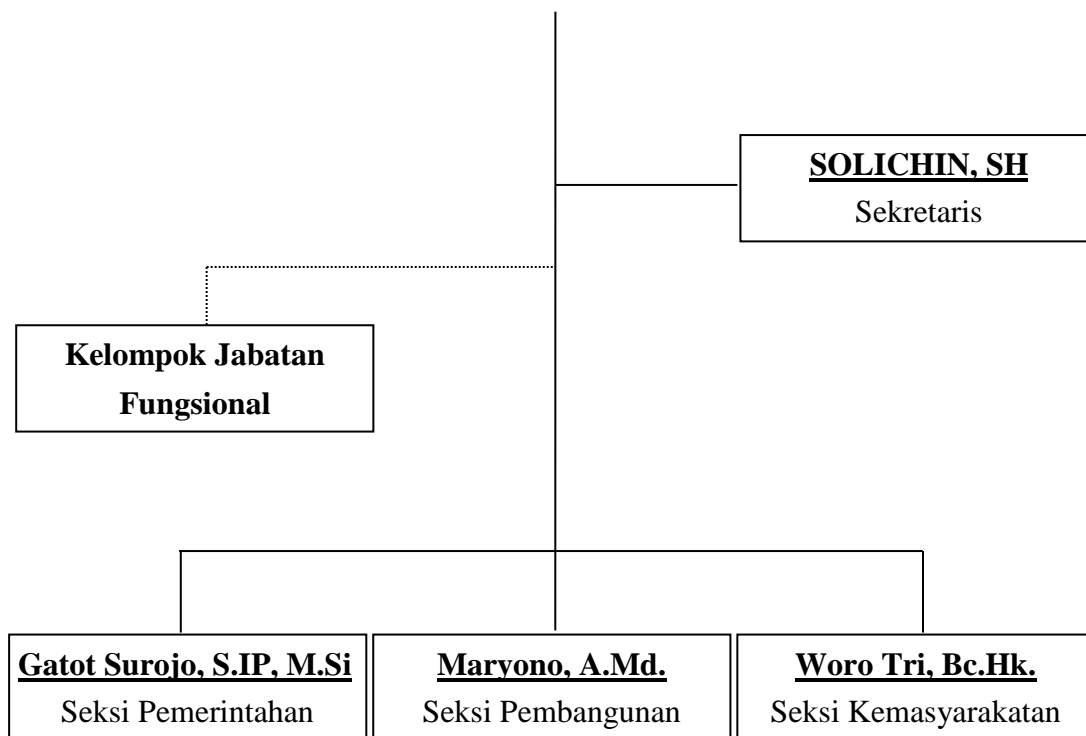 SOLICHIN, SH
Sekretaris
Kelompok Jabatan
Fungsional
Gatot Surojo, S.IP, M.Si
Seksi Pemerintahan
Maryono, A.Md.
Seksi Pembangunan
Woro Tri, Bc.Hk.
Seksi Kemasyarakatan